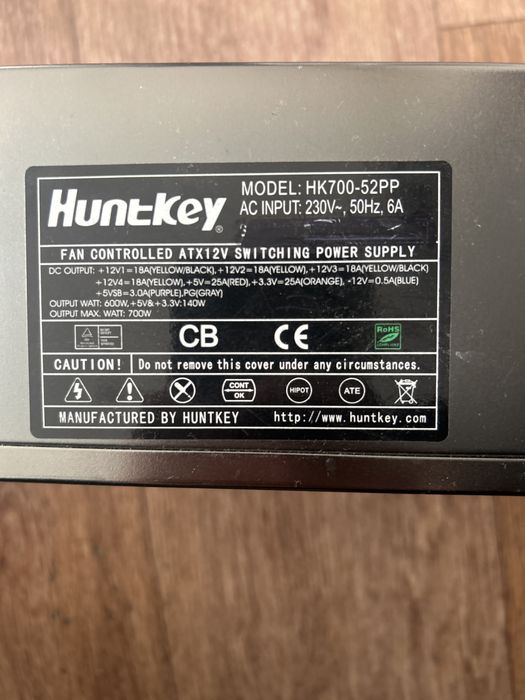 Huntkey®
MODEL: HK700-52PP
AC INPUT: 230V~, 50Hz, 6A
FAN CONTROLLED ATX12V SWITCHING POWER SUPPLY
DC OUTPUT: +12V1=18A(YELLOW/BLACK), +12V2=18A(YELLOW), +12V3=18A(YELLOW/BLACK)
+12V4=18A(YELLOW), +5V=25A(RED), +3.3V=25A(ORANGE), -12V=0.5A(BLUE)
+5VSB=3.0A(PURPLE),PG(GRAY)
OUTPUT WATT: 600W, +5V&+3.3V:140W
OUTPUT MAX. WATT: 700W
CB CE RoHS
COMPLIANT
CAUTION! Do not remove this cover under any circumstances.
CONT
OK
HIPOT ATE
MANUFACTURED BY HUNTKEY http://www.huntkey.com